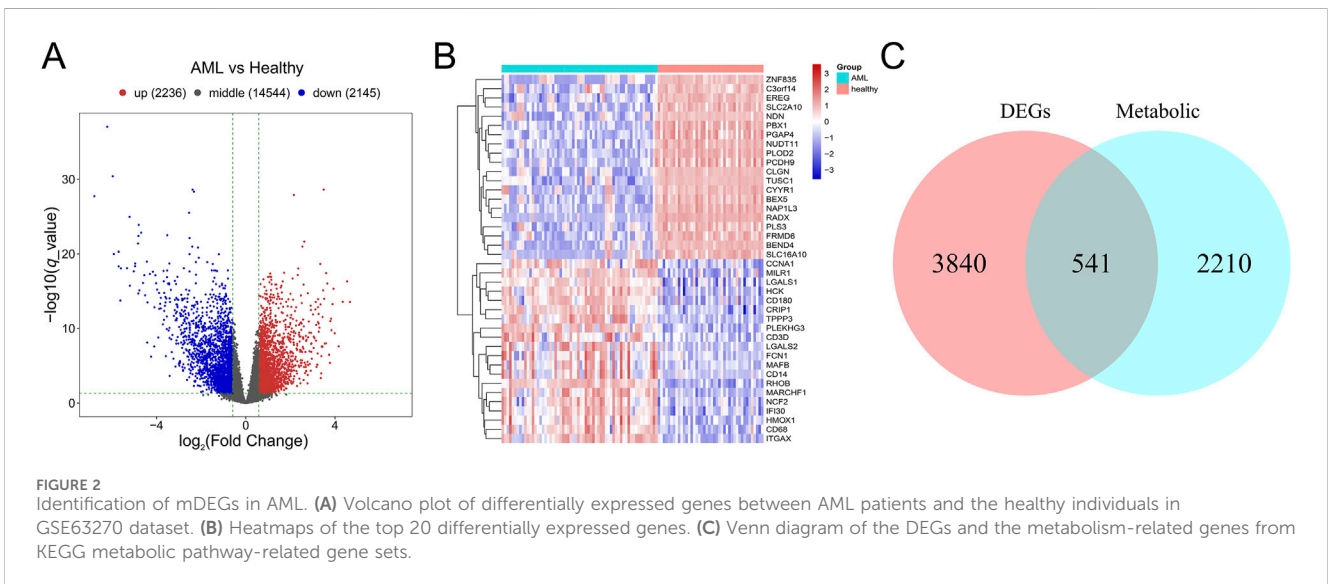 A
AML vs Healthy
up (2236) middle (14544) down (2145)
−log10(q_value)
30
20
10
0
−4
0
4
log2(Fold Change)
B
ZNF835
C3orf14
EREG
SLC2A10
NDN
PBX1
PGAP4
NUDT11
PLOD2
PCDH9
CLGN
TUSC1
CYYR1
BEX5
NAP1L3
RADX
PLS3
FRMD6
BEND4
SLC16A10
CCNA1
MILR1
LGALS1
HCK
CD180
CRIP1
TPPP3
PLEKHG3
CD3D
LGALS2
FCN1
MAFB
CD14
RHOB
MARCHF1
NCF2
IFI30
HMOX1
CD68
ITGAX
3
2
1
0
−1
−2
−3
Group
AML
healthy
C
DEGs
Metabolic
3840
541
2210
FIGURE 2
Identification of mDEGs in AML. (A) Volcano plot of differentially expressed genes between AML patients and the healthy individuals in
GSE63270 dataset. (B) Heatmaps of the top 20 differentially expressed genes. (C) Venn diagram of the DEGs and the metabolism-related genes from
KEGG metabolic pathway-related gene sets.